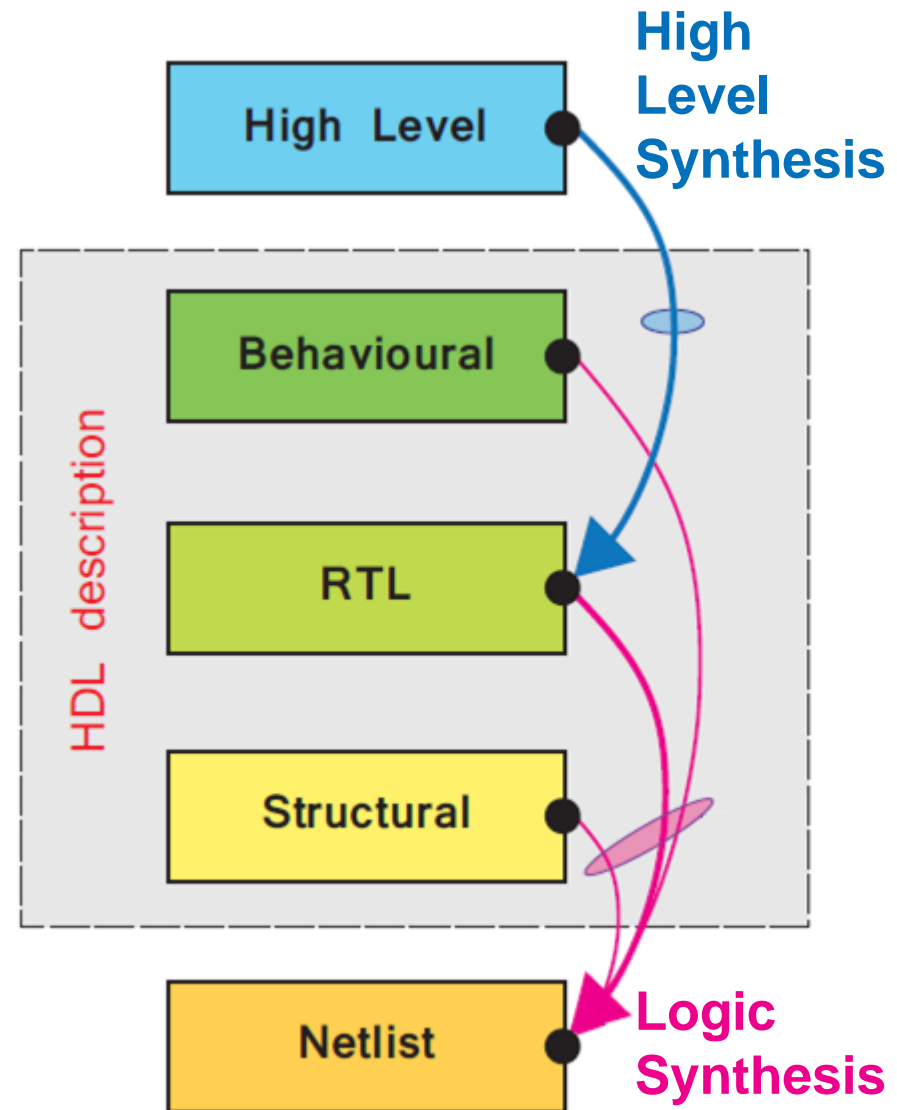 High
Level
Synthesis
High Level
Behavioural
HDL description
RTL
Structural
Netlist
Logic
Synthesis